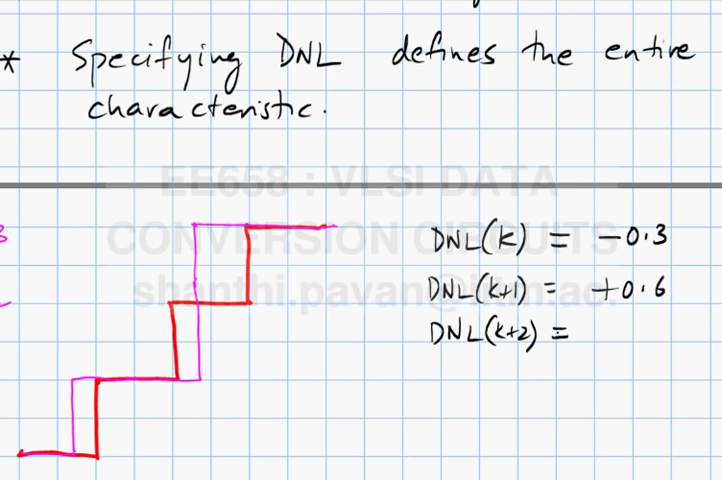 * Specifying DNL defines the entire
characteristic.
EE658 : VLSI DATA
CONVERSION CIRCUITS
DNL(k) = -0.3
DNL(k+1) = +0.6
DNL(k+2) =